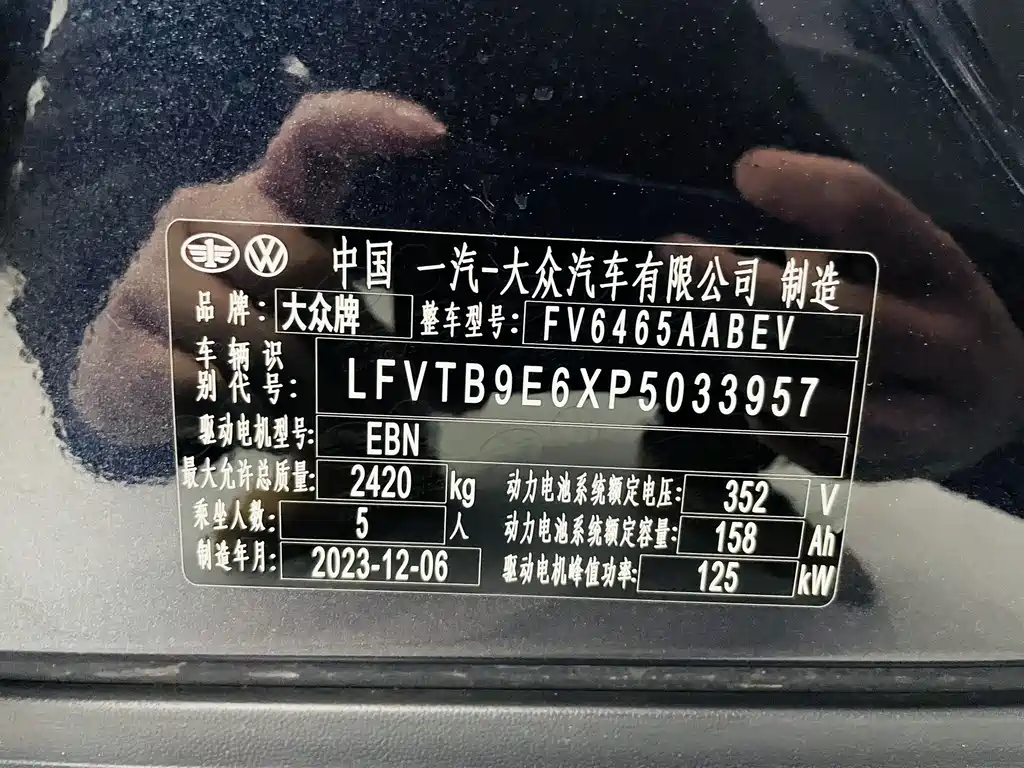 中国 一汽-大众汽车有限公司 制造
品牌: 大众牌 整车型号: FV6465AABEV
车辆识别代号: LFVTB9E6XP5033957
驱动电机型号: EBN
最大允许总质量: 2420 kg 动力电池系统额定电压: 352 V
乘坐人数: 5 人 动力电池系统额定容量: 158 Ah
制造年月: 2023-12-06 驱动电机峰值功率: 125 kW